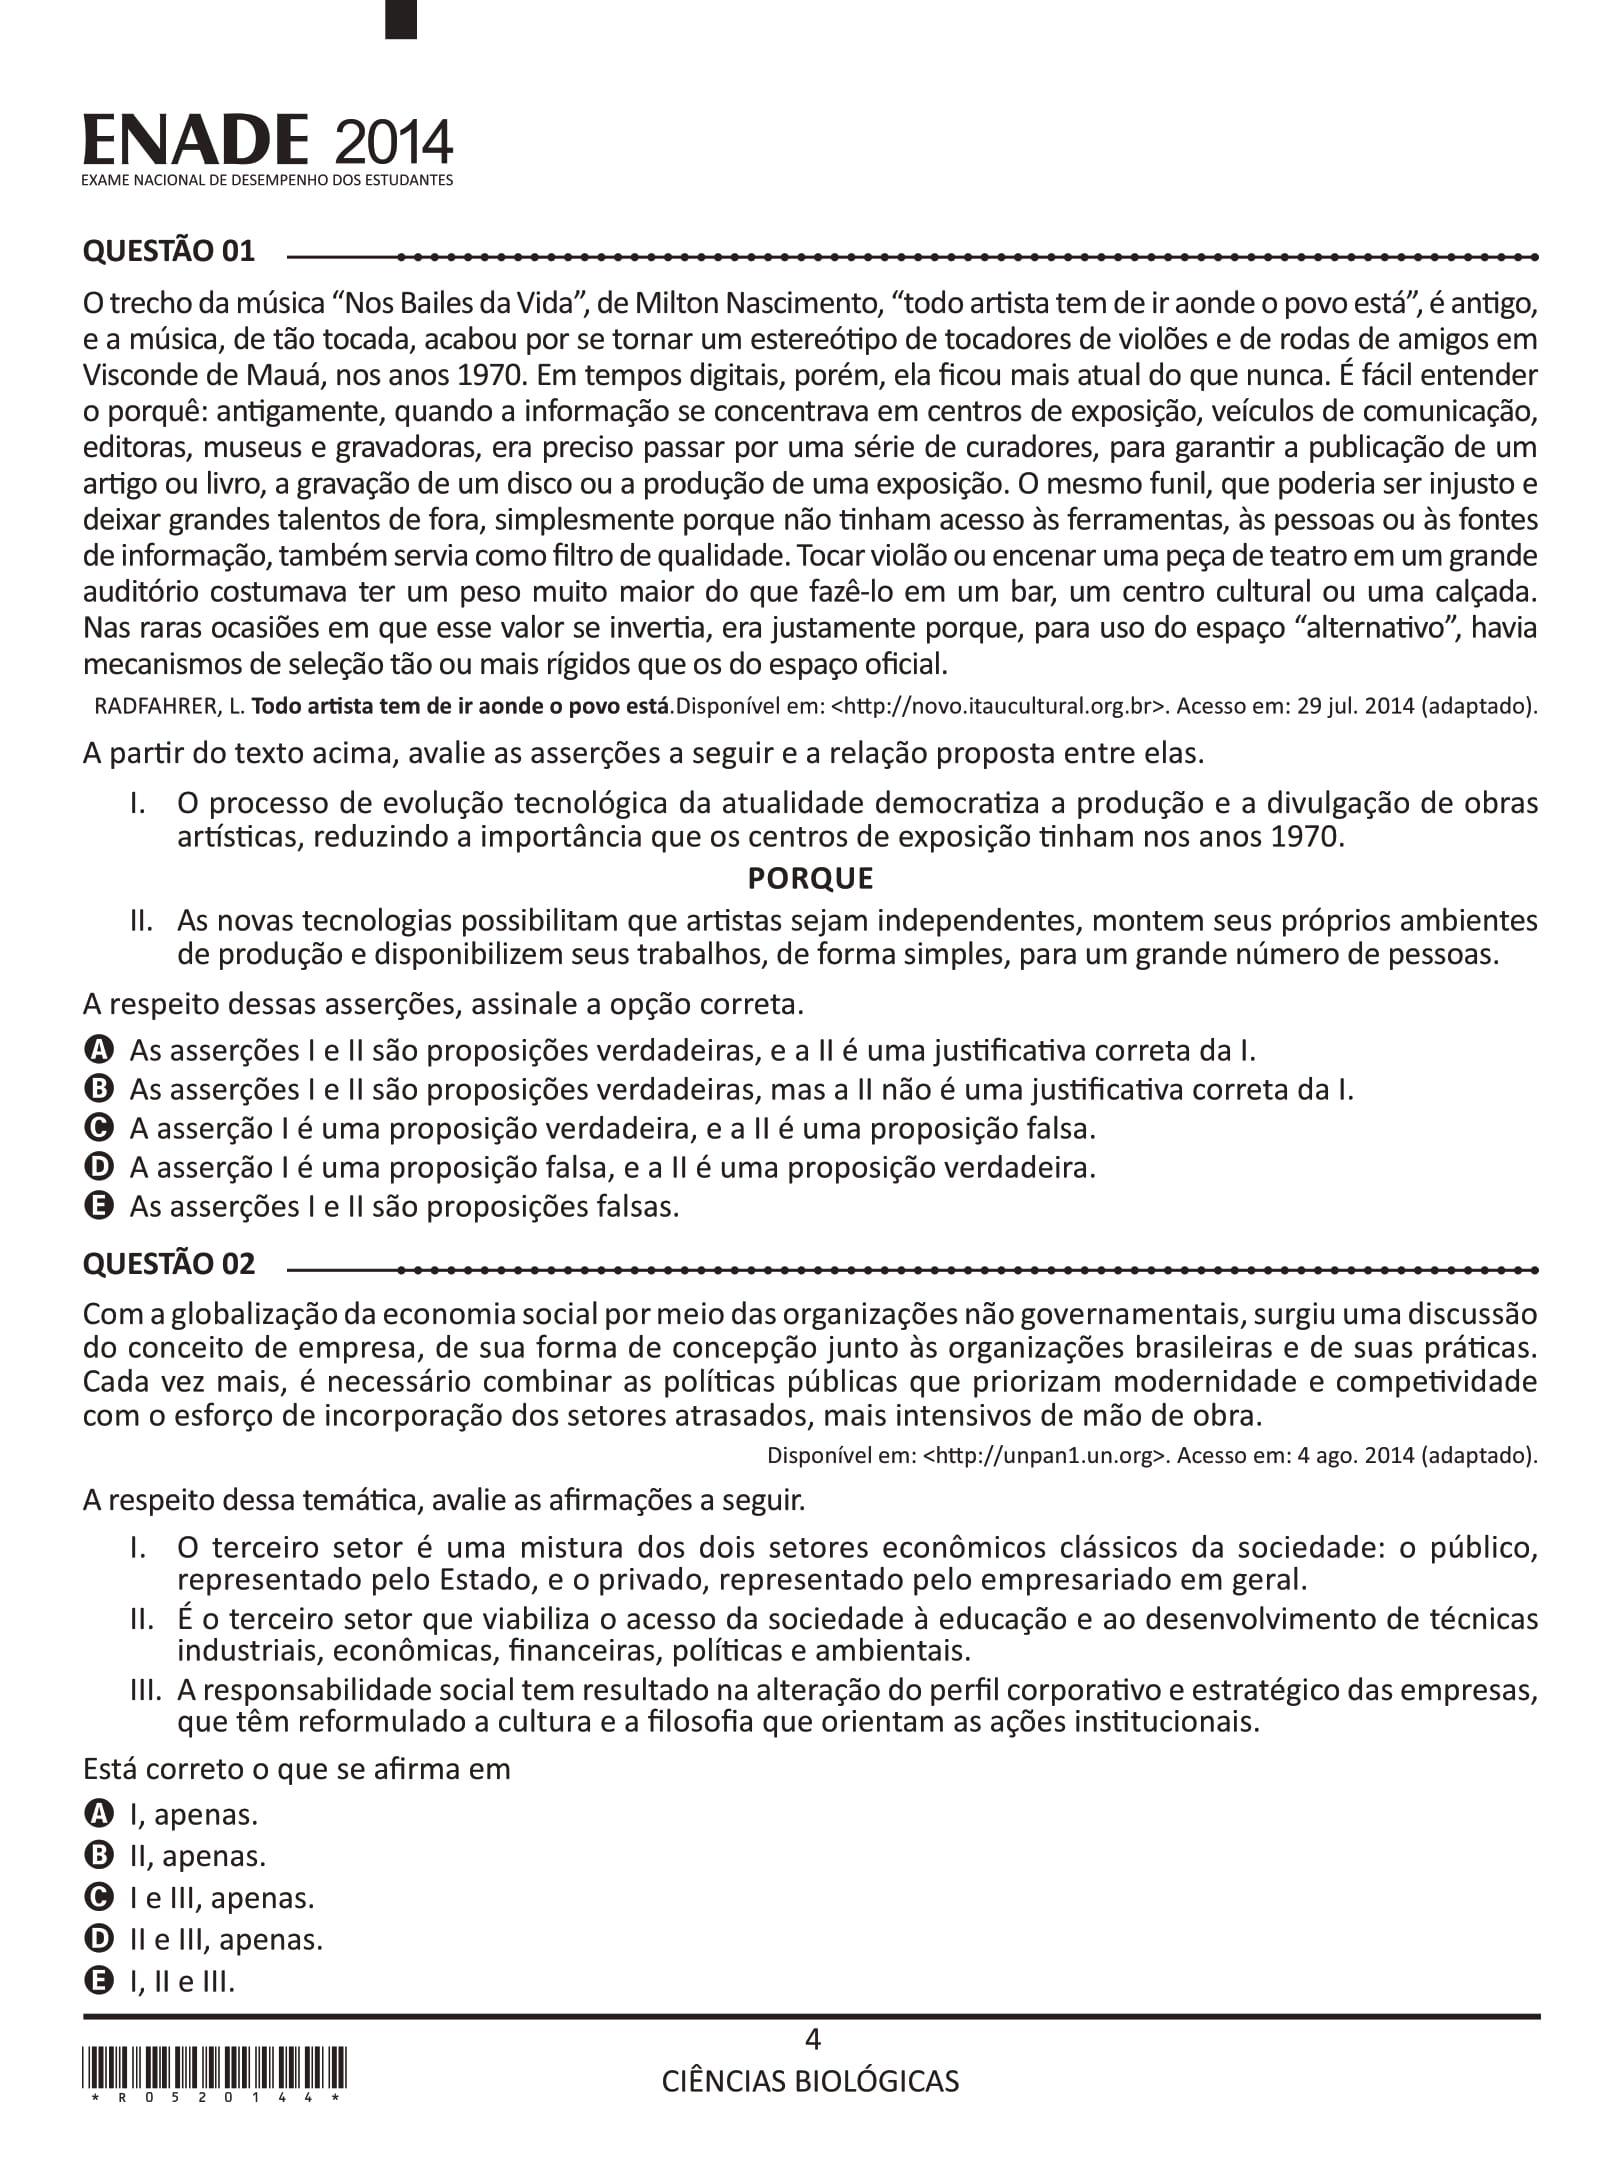 ENADE 2014
EXAME NACIONAL DE DESEMPENHO DOS ESTUDANTES
QUESTÃO 01
O trecho da música “Nos Bailes da Vida”, de Milton Nascimento, “todo artista tem de ir aonde o povo está”, é antigo,
e a música, de tão tocada, acabou por se tornar um estereótipo de tocadores de violões e de rodas de amigos em
Visconde de Mauá, nos anos 1970. Em tempos digitais, porém, ela ficou mais atual do que nunca. É fácil entender
o porquê: antigamente, quando a informação se concentrava em centros de exposição, veículos de comunicação,
editoras, museus e gravadoras, era preciso passar por uma série de curadores, para garantir a publicação de um
artigo ou livro, a gravação de um disco ou a produção de uma exposição. O mesmo funil, que poderia ser injusto e
deixar grandes talentos de fora, simplesmente porque não tinham acesso às ferramentas, às pessoas ou às fontes
de informação, também servia como filtro de qualidade. Tocar violão ou encenar uma peça de teatro em um grande
auditório costumava ter um peso muito maior do que fazê-lo em um bar, um centro cultural ou uma calçada.
Nas raras ocasiões em que esse valor se invertia, era justamente porque, para uso do espaço “alternativo”, havia
mecanismos de seleção tão ou mais rígidos que os do espaço oficial.
RADFAHRER, L. Todo artista tem de ir aonde o povo está.Disponível em: <http://novo.itaucultural.org.br>. Acesso em: 29 jul. 2014 (adaptado).
A partir do texto acima, avalie as asserções a seguir e a relação proposta entre elas.
I. O processo de evolução tecnológica da atualidade democratiza a produção e a divulgação de obras
artísticas, reduzindo a importância que os centros de exposição tinham nos anos 1970.
PORQUE
II. As novas tecnologias possibilitam que artistas sejam independentes, montem seus próprios ambientes
de produção e disponibilizem seus trabalhos, de forma simples, para um grande número de pessoas.
A respeito dessas asserções, assinale a opção correta.
A As asserções I e II são proposições verdadeiras, e a II é uma justificativa correta da I.
B As asserções I e II são proposições verdadeiras, mas a II não é uma justificativa correta da I.
C A asserção I é uma proposição verdadeira, e a II é uma proposição falsa.
D A asserção I é uma proposição falsa, e a II é uma proposição verdadeira.
E As asserções I e II são proposições falsas.
QUESTÃO 02
Com a globalização da economia social por meio das organizações não governamentais, surgiu uma discussão
do conceito de empresa, de sua forma de concepção junto às organizações brasileiras e de suas práticas.
Cada vez mais, é necessário combinar as políticas públicas que priorizam modernidade e competividade
com o esforço de incorporação dos setores atrasados, mais intensivos de mão de obra.
Disponível em: <http://unpan1.un.org>. Acesso em: 4 ago. 2014 (adaptado).
A respeito dessa temática, avalie as afirmações a seguir.
I. O terceiro setor é uma mistura dos dois setores econômicos clássicos da sociedade: o público,
representado pelo Estado, e o privado, representado pelo empresariado em geral.
II. É o terceiro setor que viabiliza o acesso da sociedade à educação e ao desenvolvimento de técnicas
industriais, econômicas, financeiras, políticas e ambientais.
III. A responsabilidade social tem resultado na alteração do perfil corporativo e estratégico das empresas,
que têm reformulado a cultura e a filosofia que orientam as ações institucionais.
Está correto o que se afirma em
A I, apenas.
B II, apenas.
C I e III, apenas.
D II e III, apenas.
E I, II e III.
4
CIÊNCIAS BIOLÓGICAS
* R 0 5 2 0 1 4 4 *